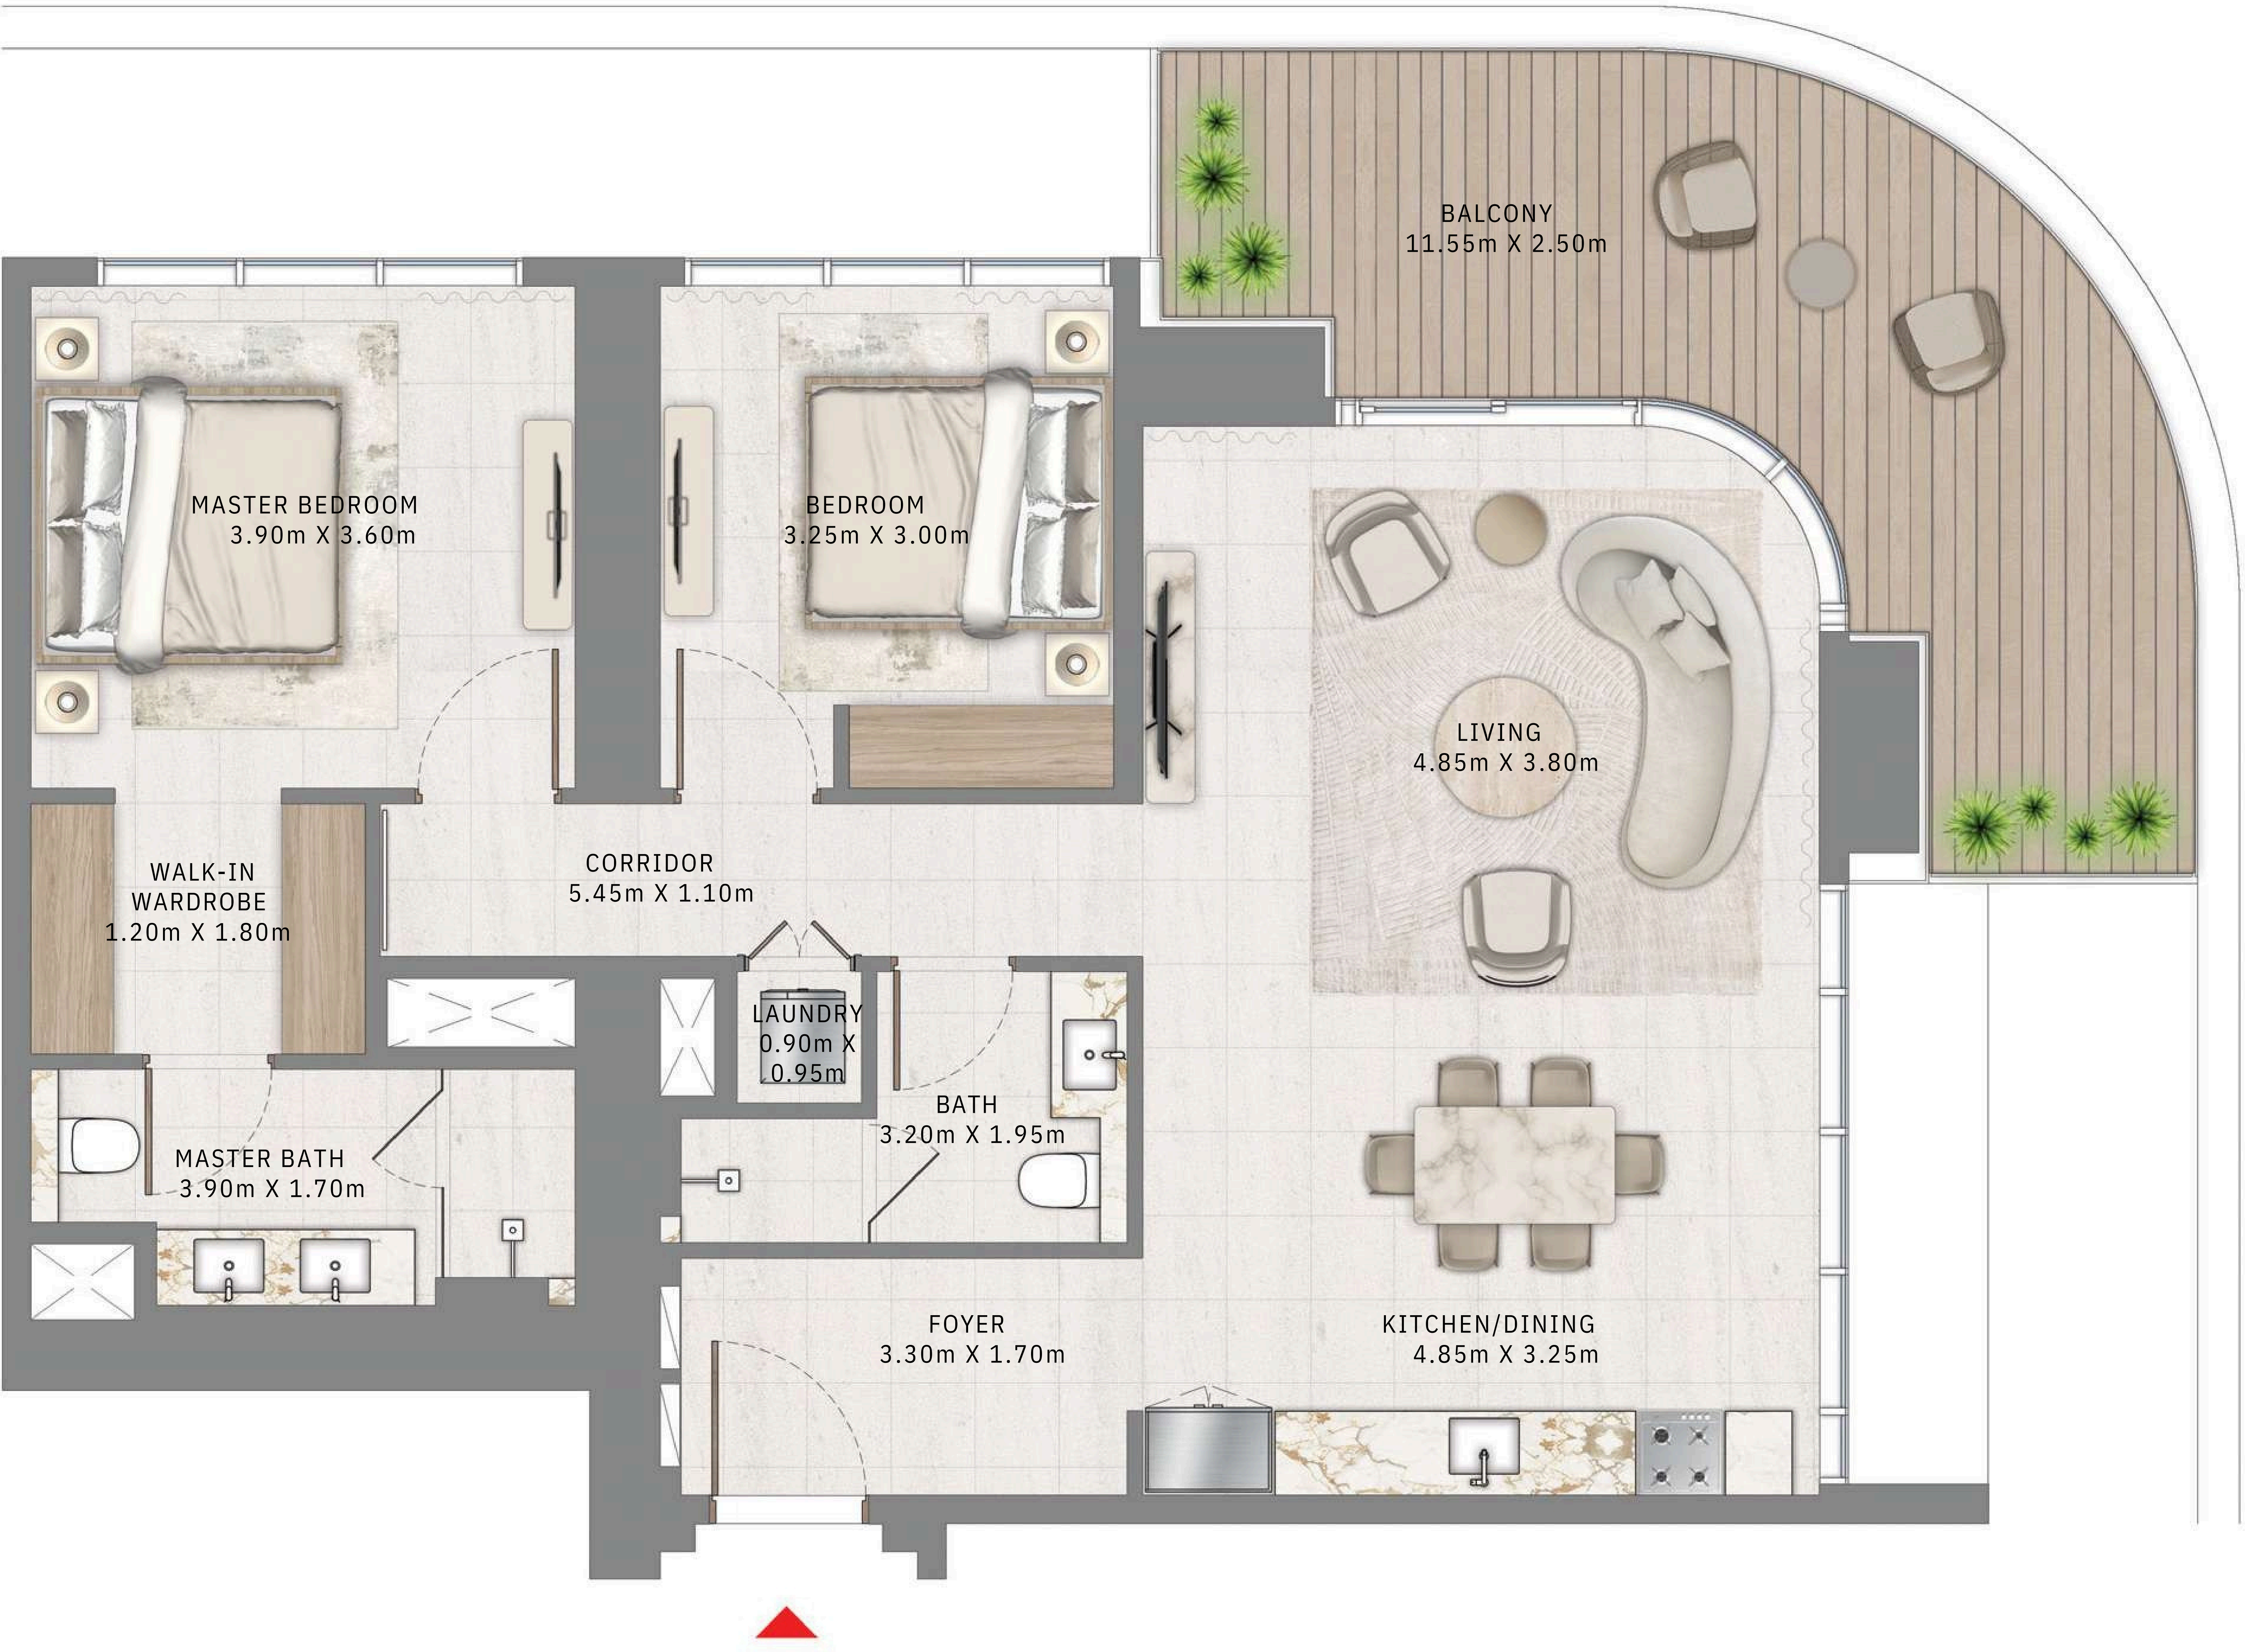 BALCONY
11.55m X 2.50m
MASTER BEDROOM
3.90m X 3.60m
BEDROOM
3.25m X 3.00m
LIVING
4.85m X 3.80m
WALK-IN
WARDROBE
1.20m X 1.80m
CORRIDOR
5.45m X 1.10m
LAUNDRY
0.90m X
0.95m
BATH
3.20m X 1.95m
MASTER BATH
3.90m X 1.70m
FOYER
3.30m X 1.70m
KITCHEN/DINING
4.85m X 3.25m